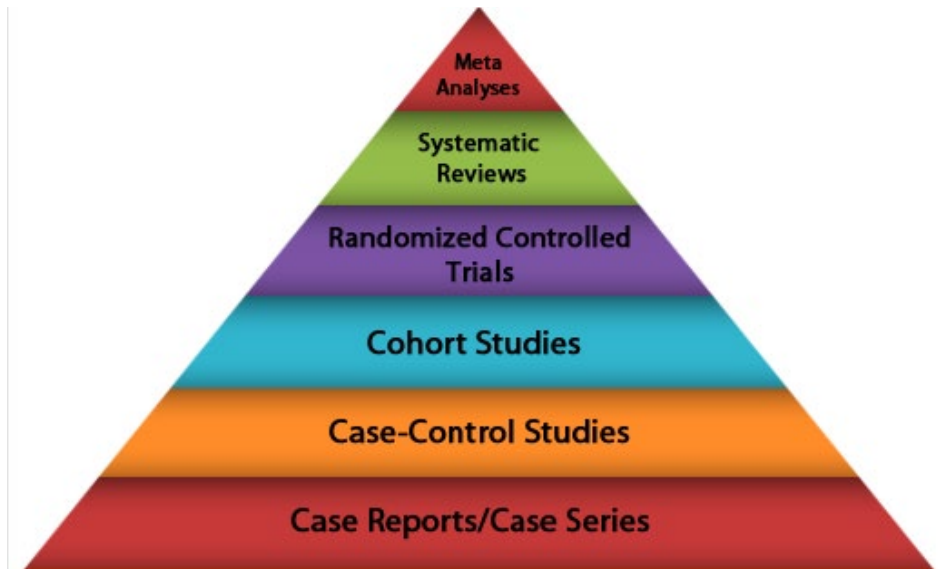 Meta
Analyses
Systematic
Reviews
Randomized Controlled
Trials
Cohort Studies
Case-Control Studies
Case Reports/Case Series